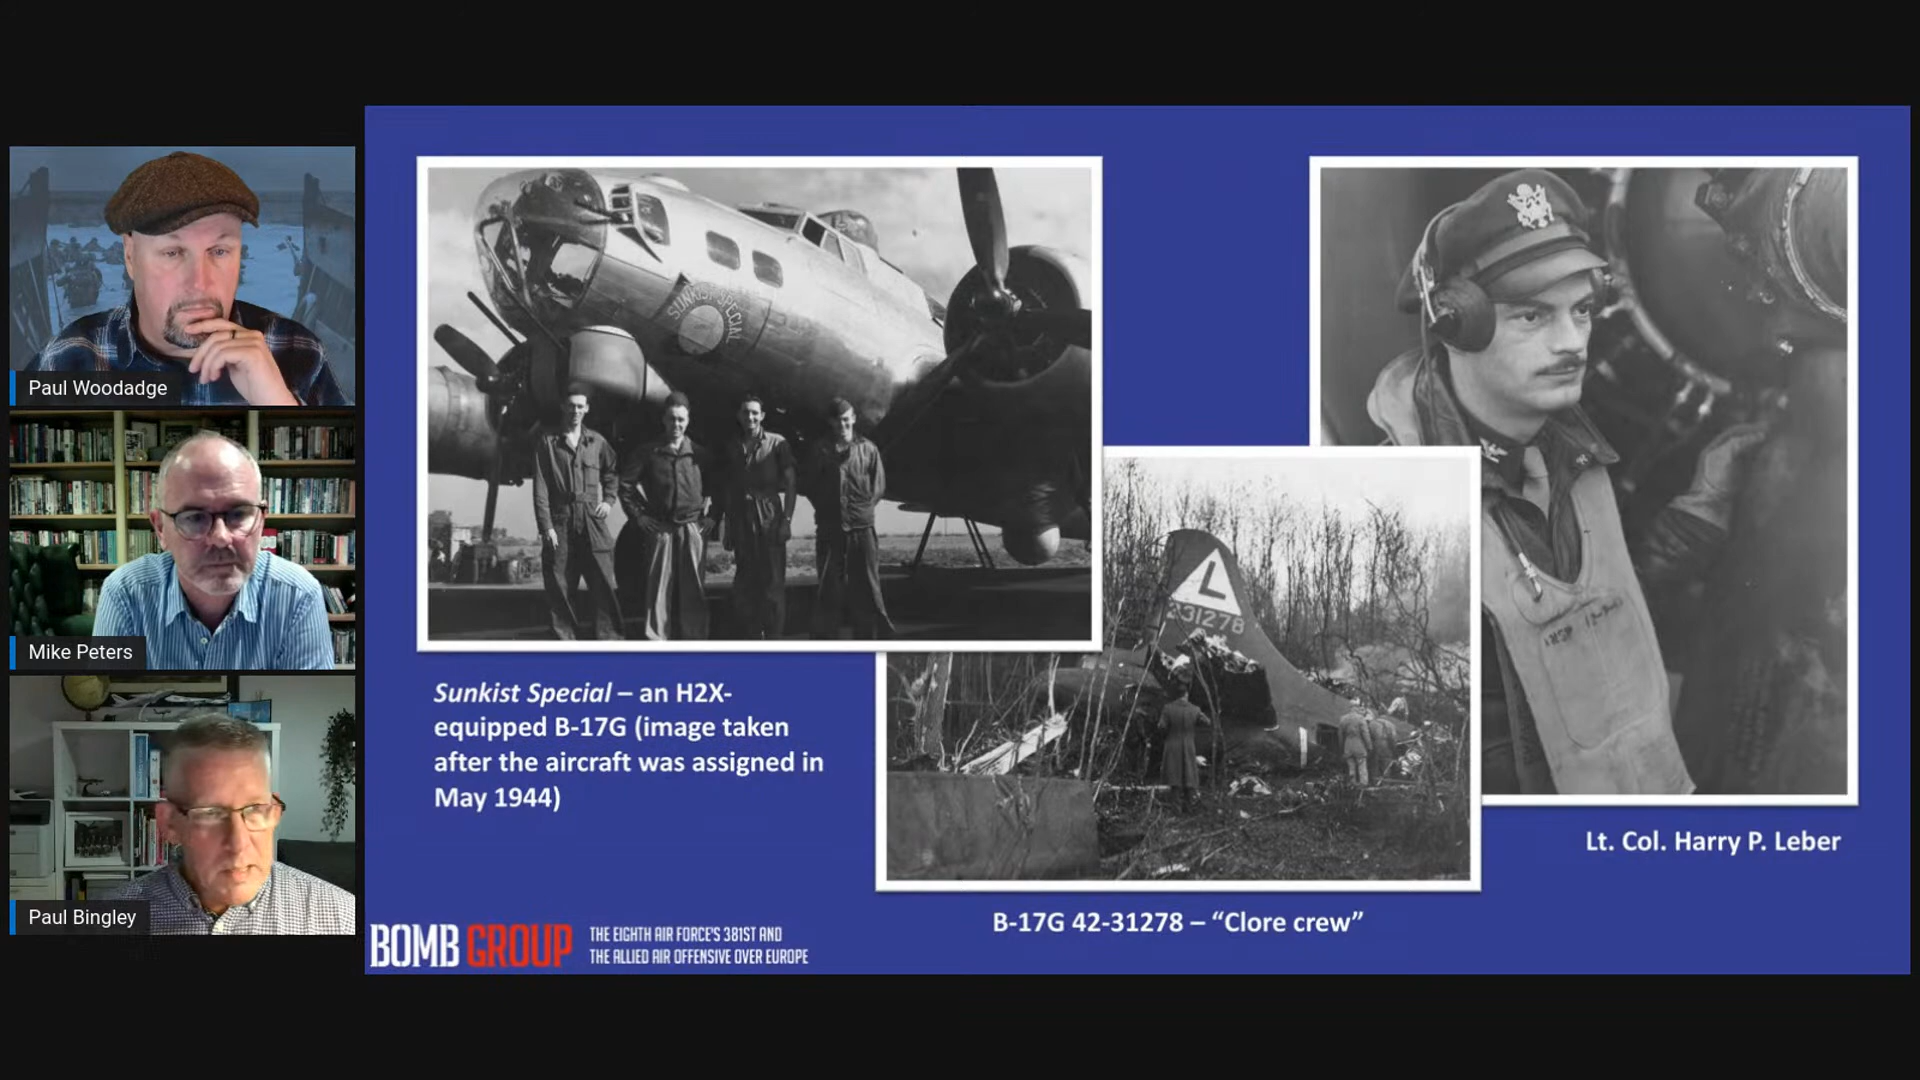 Paul Woodadge
Mike Peters
Paul Bingley
SUNKIST SPECIAL
L
231278
Sunkist Special – an H2X-
equipped B-17G (image taken
after the aircraft was assigned in
May 1944)
Lt. Col. Harry P. Leber
B-17G 42-31278 – “Clore crew”
BOMB GROUP
THE EIGHTH AIR FORCE'S 381ST AND
THE ALLIED AIR OFFENSIVE OVER EUROPE